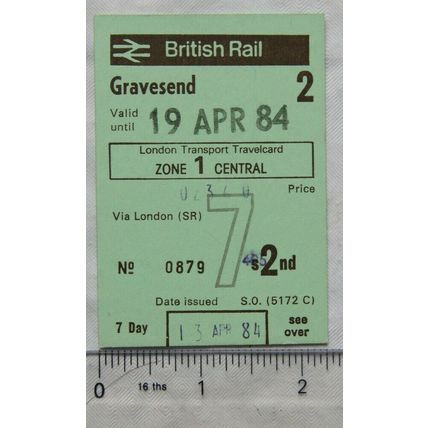 British Rail
Gravesend 2
Valid until 19 APR 84
London Transport Travelcard
ZONE 1 CENTRAL
Price
Via London (SR)
7
Nº 0879 s2nd
Date issued S.O. (5172 C)
7 Day 13 APR 84 see over
0 16 ths 1 2